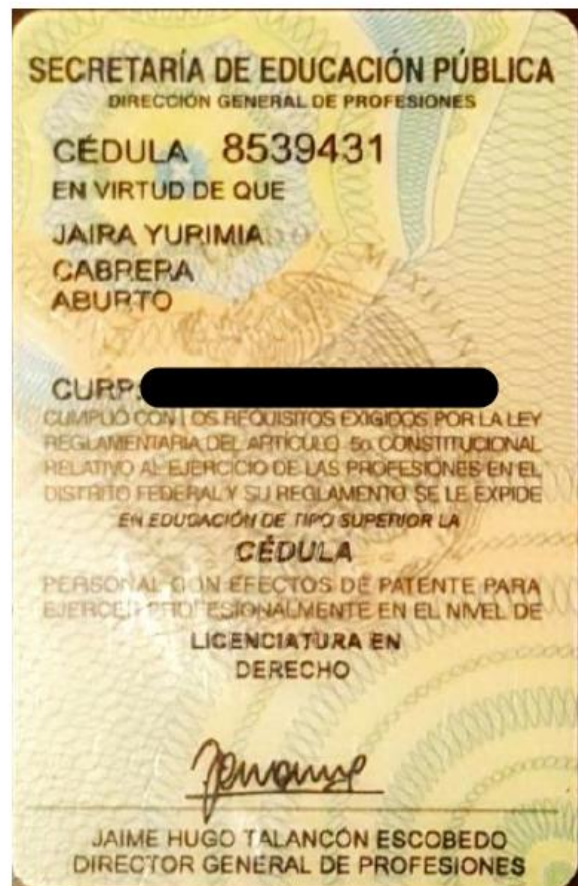 SECRETARÍA DE EDUCACIÓN PÚBLICA
DIRECCIÓN GENERAL DE PROFESIONES
CÉDULA 8539431
EN VIRTUD DE QUE
JAIRA YURIMIA
CABRERA
ABURTO
CURP:
CUMPLIÓ CON LOS REQUISITOS EXIGIDOS POR LA LEY
REGLAMENTARIA DEL ARTÍCULO 5o. CONSTITUCIONAL
RELATIVO AL EJERCICIO DE LAS PROFESIONES EN EL
DISTRITO FEDERAL Y SU REGLAMENTO SE LE EXPIDE
EN EDUCACIÓN DE TIPO SUPERIOR LA
CÉDULA
PERSONAL CON EFECTOS DE PATENTE PARA
EJERCER PROFESIONALMENTE EN EL NIVEL DE
LICENCIATURA EN
DERECHO
JAIME HUGO TALANCÓN ESCOBEDO
DIRECTOR GENERAL DE PROFESIONES